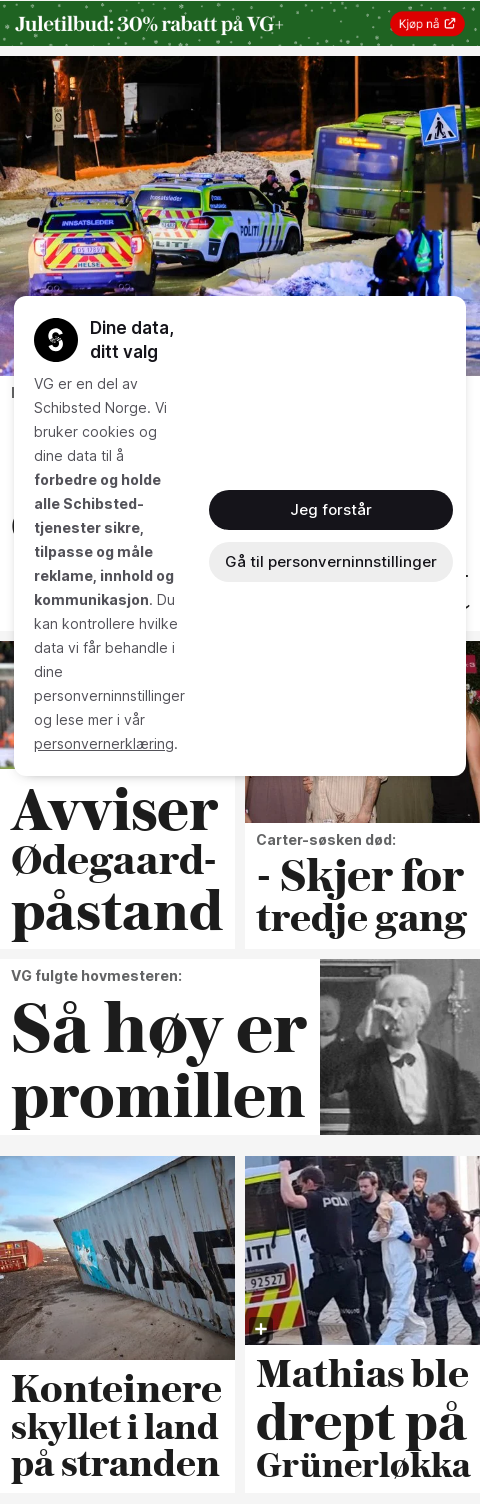 Juletilbud: 30% rabatt på VG+
Kjøp nå
INNSATSLEDER
Innsatsleder
POLITI
HELSE
Dine data,
ditt valg
VG er en del av
Schibsted Norge. Vi
bruker cookies og
dine data til å
forbedre og holde
alle Schibsted-
tjenester sikre,
tilpasse og måle
reklame, innhold og
kommunikasjon. Du
kan kontrollere hvilke
data vi får behandle i
dine
personverninnstillinger
og lese mer i vår
personvernerklæring.
Jeg forstår
Gå til personverninnstillinger
Avviser
Ødegaard-
påstand
Carter-søsken død:
- Skjer for
tredje gang
VG fulgte hovmesteren:
Så høy er
promillen
MAE
POLITI
ITI
92527
Konteinere
skyllet i land
på stranden
Mathias ble
drept på
Grünerløkka